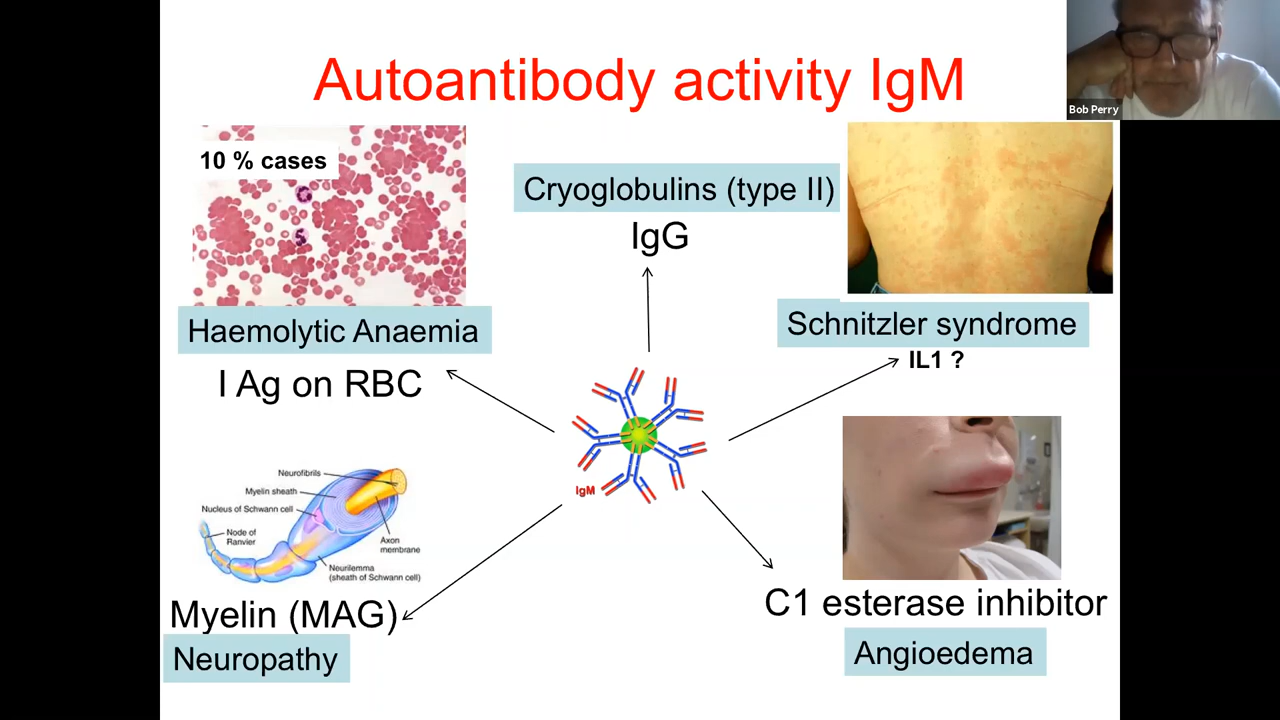 Autoantibody activity IgM
Bob Perry
10 % cases
Cryoglobulins (type II)
IgG
Haemolytic Anaemia
I Ag on RBC
Schnitzler syndrome
IL1 ?
IgM
Neurofibrils
Myelin sheath
Nucleus of Schwann cell
Node of
Ranvier
Axon
membrane
Neurilemma
(sheath of Schwann cell)
Myelin (MAG)
Neuropathy
C1 esterase inhibitor
Angioedema